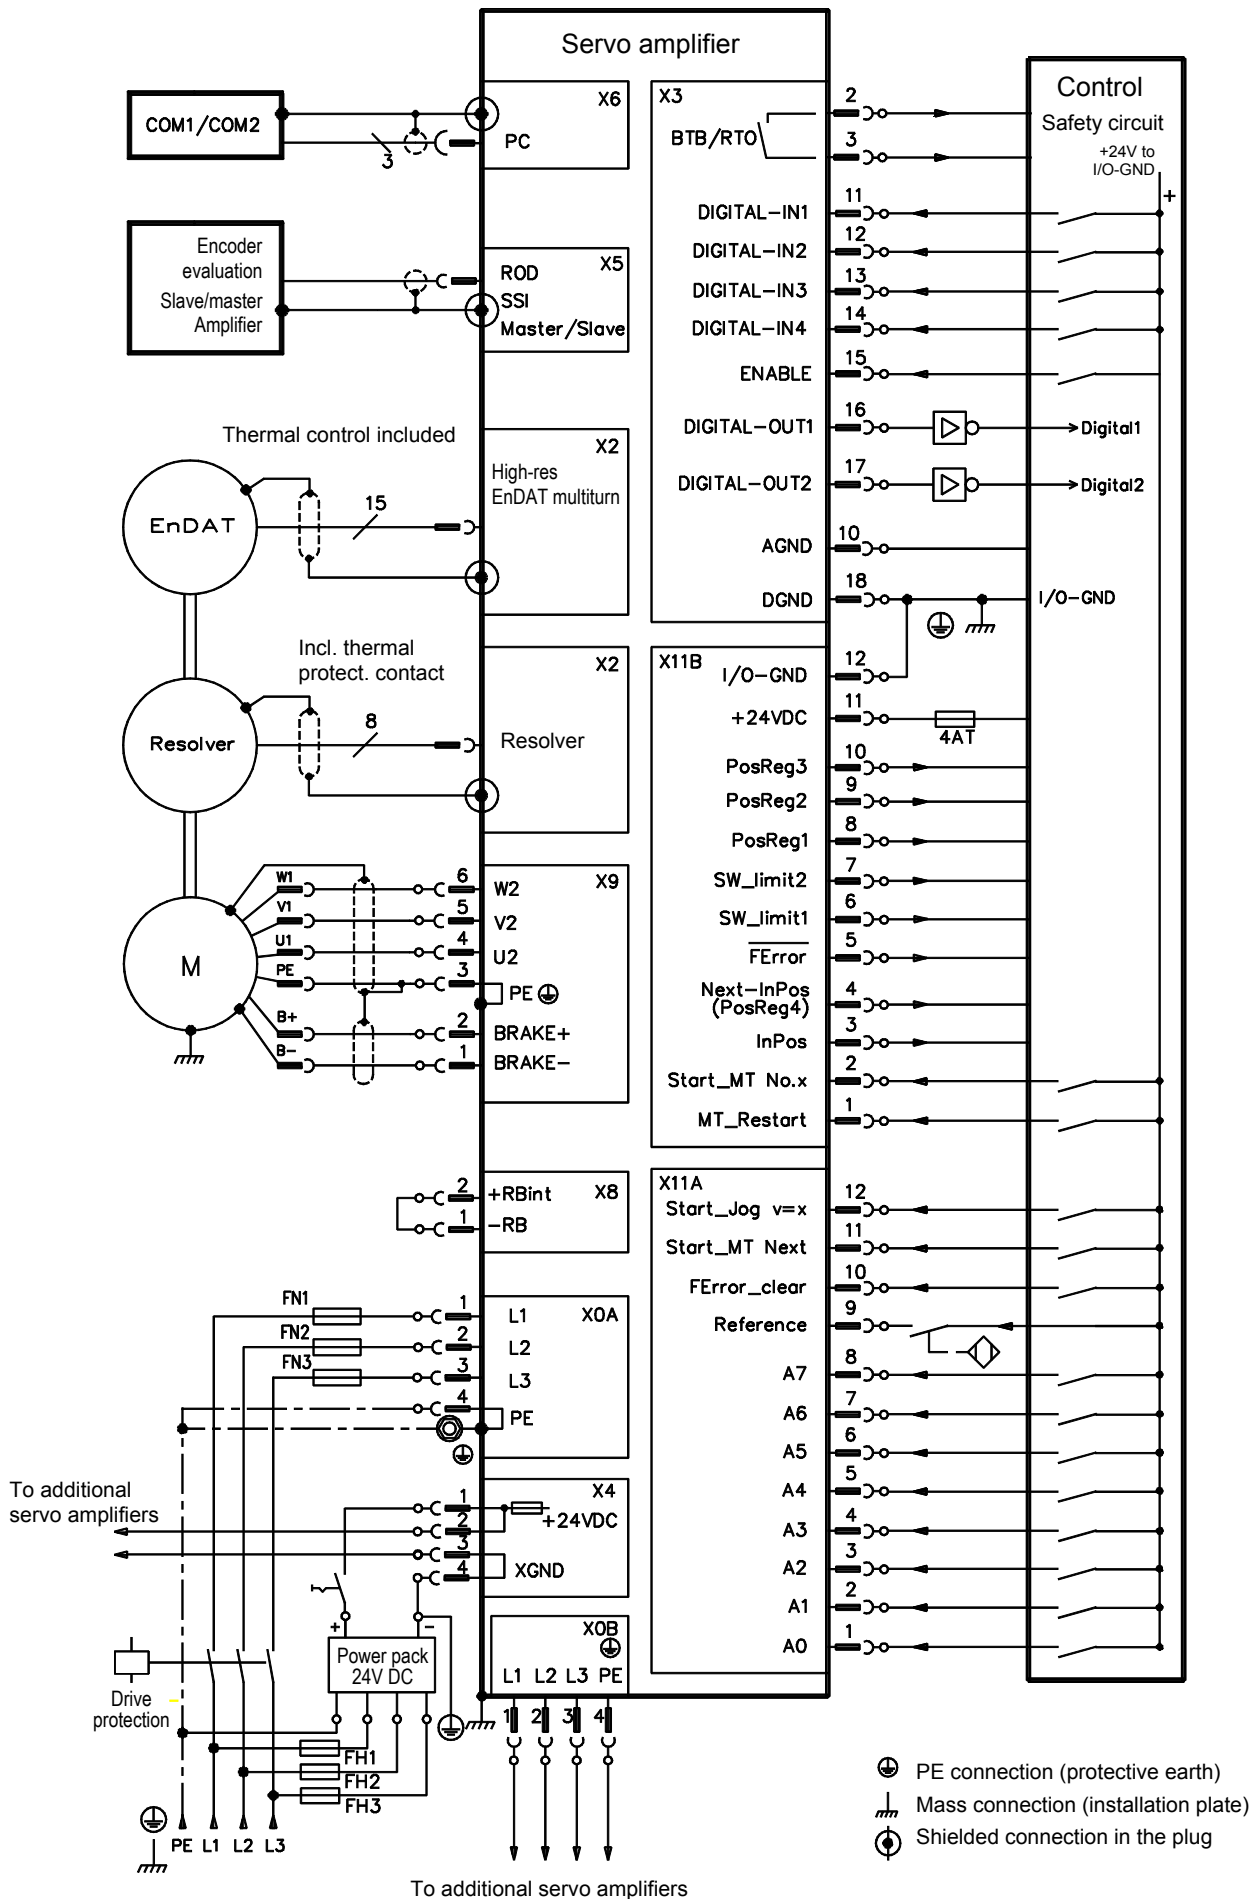 Servo amplifier
COM1/COM2
3
X6
PC
Encoder
evaluation
Slave/master
Amplifier
X5
ROD
SSI
Master/Slave
Thermal control included
EnDAT
15
X2
High-res
EnDAT multiturn
Incl. thermal
protect. contact
Resolver
8
X2
Resolver
M
W1
V1
U1
PE
B+
B-
6
5
4
3
2
1
X9
W2
V2
U2
PE
BRAKE+
BRAKE-
2
1
X8
+RBint
-RB
FN1
FN2
FN3
1
2
3
4
X0A
L1
L2
L3
PE
To additional
servo amplifiers
1
2
3
4
X4
+24VDC
XGND
+
-
Power pack
24V DC
Drive
protection
FH1
FH2
FH3
PE L1 L2 L3
X0B
L1 L2 L3 PE
1 2 3 4
To additional servo amplifiers
X3
BTB/RTO
2
3
DIGITAL-IN1
11
DIGITAL-IN2
12
DIGITAL-IN3
13
DIGITAL-IN4
14
ENABLE
15
DIGITAL-OUT1
16
Digital1
DIGITAL-OUT2
17
Digital2
AGND
10
DGND
18
I/O-GND
X11B
I/O-GND
12
+24VDC
11
4AT
PosReg3
10
PosReg2
9
PosReg1
8
SW_limit2
7
SW_limit1
6
FError
5
Next-InPos
(PosReg4)
4
InPos
3
Start_MT No.x
2
MT_Restart
1
X11A
Start_Jog v=x
12
Start_MT Next
11
FError_clear
10
Reference
9
A7
8
A6
7
A5
6
A4
5
A3
4
A2
3
A1
2
A0
1
Control
Safety circuit
+24V to
I/O-GND
+
PE connection (protective earth)
Mass connection (installation plate)
Shielded connection in the plug